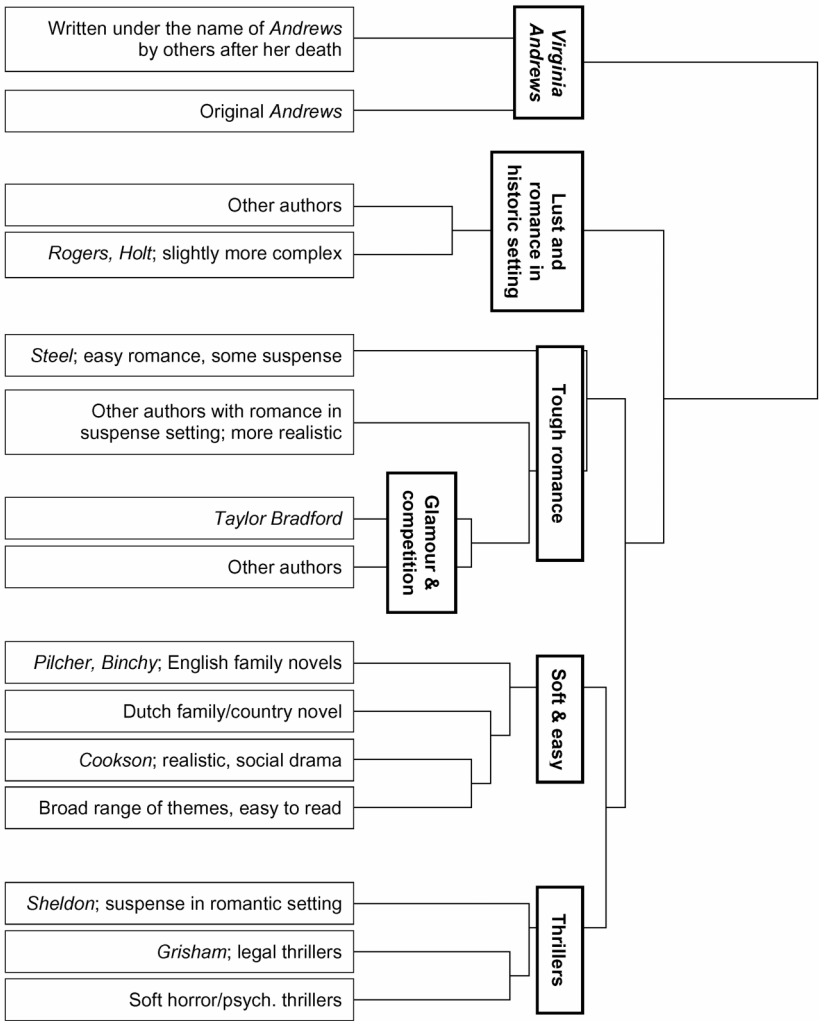 Written under the name of Andrews
by others after her death
Original Andrews
Virginia
Andrews
Other authors
Rogers, Holt; slightly more complex
Lust and
romance in
historic setting
Steel; easy romance, some suspense
Other authors with romance in
suspense setting; more realistic
Tough romance
Taylor Bradford
Other authors
Glamour &
competition
Pilcher, Binchy; English family novels
Dutch family/country novel
Cookson; realistic, social drama
Broad range of themes, easy to read
Soft & easy
Sheldon; suspense in romantic setting
Grisham; legal thrillers
Soft horror/psych. thrillers
Thrillers